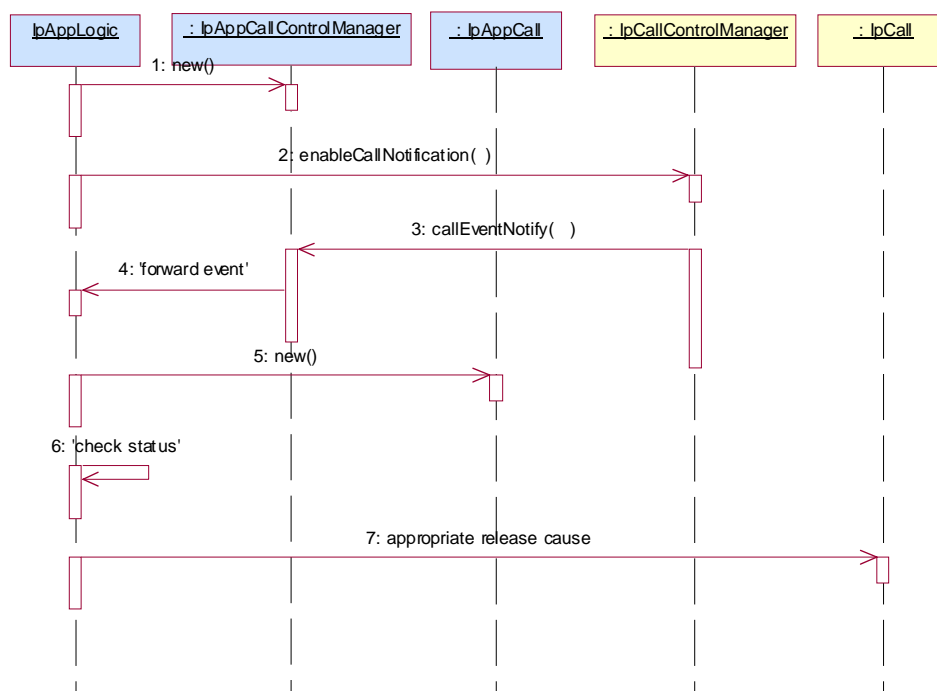 IpAppLogic
: IpAppCallControlManager
: IpAppCall
: IpCallControlManager
: IpCall
1: new()
2: enableCallNotification( )
3: callEventNotify( )
4: 'forward event'
5: new()
6: 'check status'
7: appropriate release cause